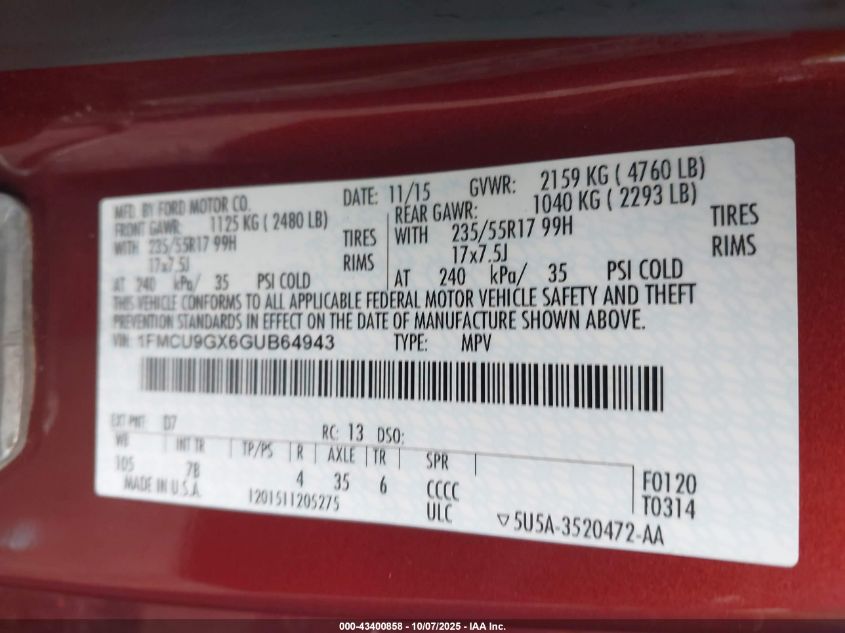 MFD. BY FORD MOTOR CO. DATE: 11/15 GVWR: 2159 KG ( 4760 LB)
FRONT GAWR: 1125 KG ( 2480 LB) REAR GAWR: 1040 KG ( 2293 LB)
WITH 235/55R17 99H TIRES WITH 235/55R17 99H TIRES
17x7.5J RIMS 17x7.5J RIMS
AT 240 kPa/ 35 PSI COLD AT 240 kPa/ 35 PSI COLD
THIS VEHICLE CONFORMS TO ALL APPLICABLE FEDERAL MOTOR VEHICLE SAFETY AND THEFT
PREVENTION STANDARDS IN EFFECT ON THE DATE OF MANUFACTURE SHOWN ABOVE.
VIN: 1FMCU9GX6GUB64943 TYPE: MPV
EXT PNT: D7 RC: 13 DSO:
WB INT TR TP/PS R AXLE TR SPR
105 7B 4 35 6 CCCC F0120
MADE IN U.S.A. 1201511205275 ULC T0314
▽5U5A-3520472-AA
000-43400858 - 10/07/2025 - IAA Inc.